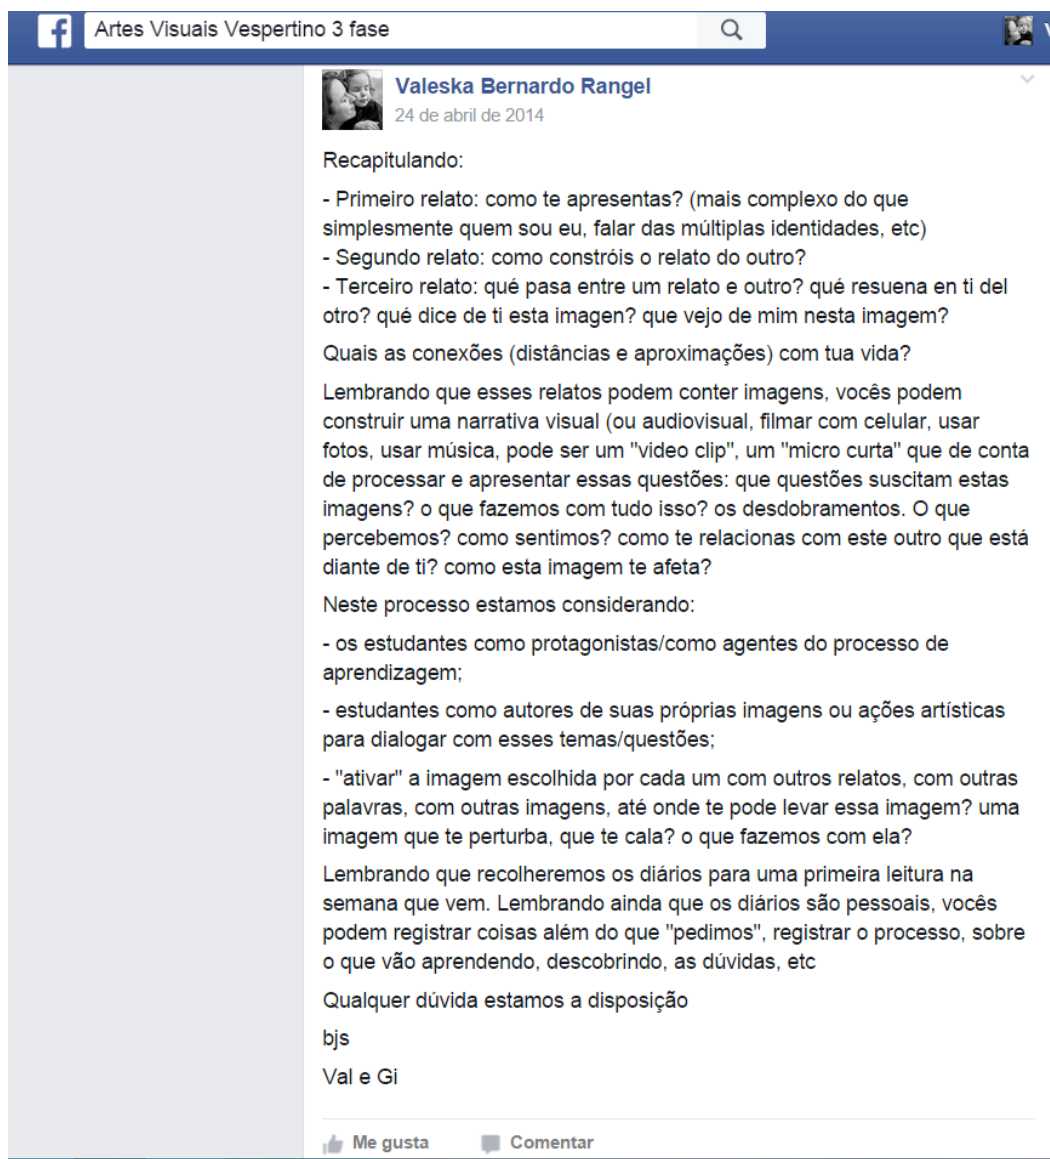 f
Artes Visuais Vespertino 3 fase
V
Valeska Bernardo Rangel
24 de abril de 2014
Recapitulando:
- Primeiro relato: como te apresentas? (mais complexo do que
simplesmente quem sou eu, falar das múltiplas identidades, etc)
- Segundo relato: como constróis o relato do outro?
- Terceiro relato: qué pasa entre um relato e outro? qué resuena en ti del
otro? qué dice de ti esta imagen? que vejo de mim nesta imagem?
Quais as conexões (distâncias e aproximações) com tua vida?
Lembrando que esses relatos podem conter imagens, vocês podem
construir uma narrativa visual (ou audiovisual, filmar com celular, usar
fotos, usar música, pode ser um "video clip", um "micro curta" que de conta
de processar e apresentar essas questões: que questões suscitam estas
imagens? o que fazemos com tudo isso? os desdobramentos. O que
percebemos? como sentimos? como te relacionas com este outro que está
diante de ti? como esta imagem te afeta?
Neste processo estamos considerando:
- os estudantes como protagonistas/como agentes do processo de
aprendizagem;
- estudantes como autores de suas próprias imagens ou ações artísticas
para dialogar com esses temas/questões;
- "ativar" a imagem escolhida por cada um com outros relatos, com outras
palavras, com outras imagens, até onde te pode levar essa imagem? uma
imagem que te perturba, que te cala? o que fazemos com ela?
Lembrando que recolheremos os diários para uma primeira leitura na
semana que vem. Lembrando ainda que os diários são pessoais, vocês
podem registrar coisas além do que "pedimos", registrar o processo, sobre
o que vão aprendendo, descobrindo, as dúvidas, etc
Qualquer dúvida estamos a disposição
bjs
Val e Gi
Me gusta Comentar